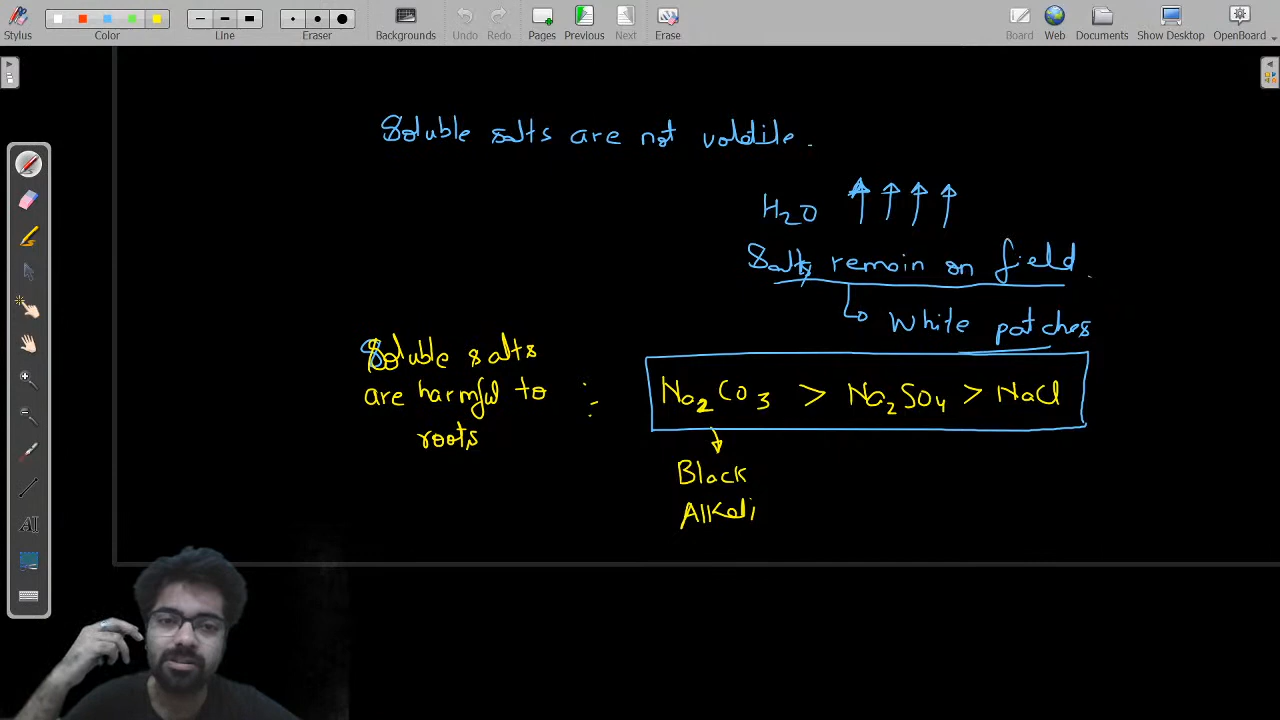 Stylus
Color
Line
Eraser
Backgrounds
Undo
Redo
Pages
Previous
Next
Erase
Board
Web
Documents
Show Desktop
OpenBoard
Soluble salts are not volatile.
H₂O
Salts remain on field.
White patches
Soluble salts
are harmful to
roots
Na₂CO₃ > Na₂SO₄ > NaCl
Black
Alkali